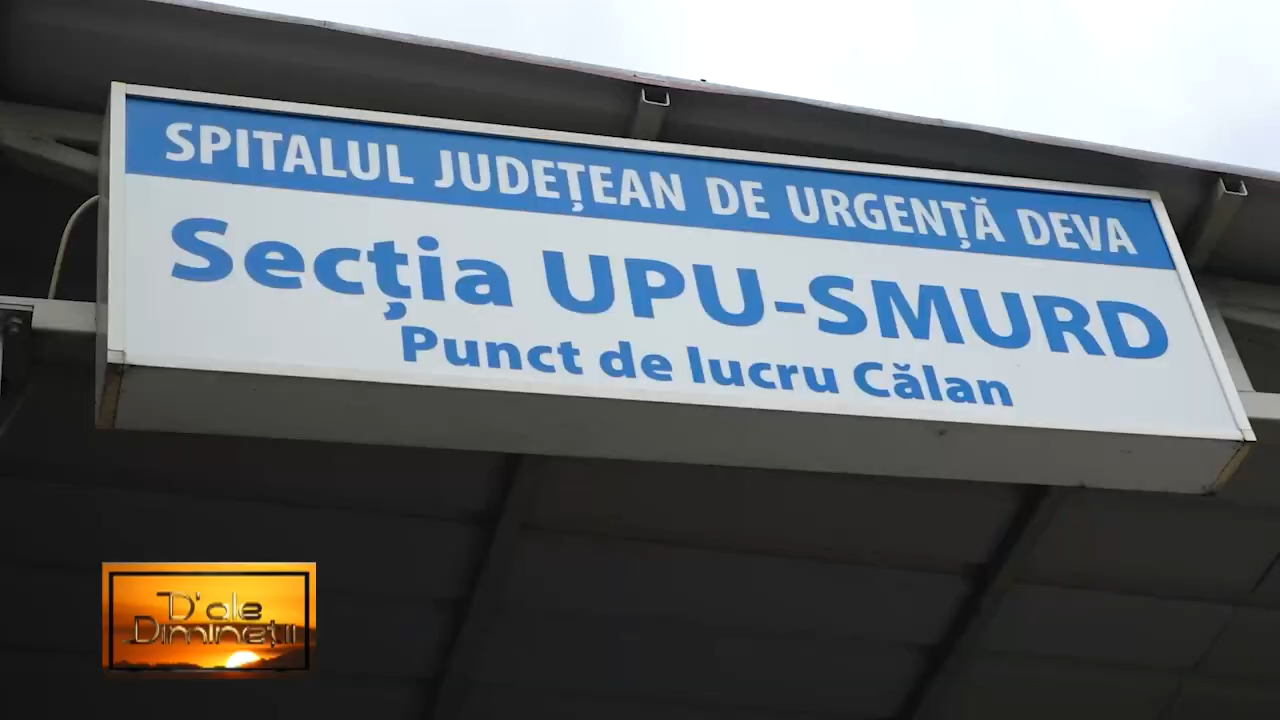 SPITALUL JUDEȚEAN DE URGENȚĂ DEVA
Secția UPU-SMURD
Punct de lucru Călan
D'ale
Dimineții